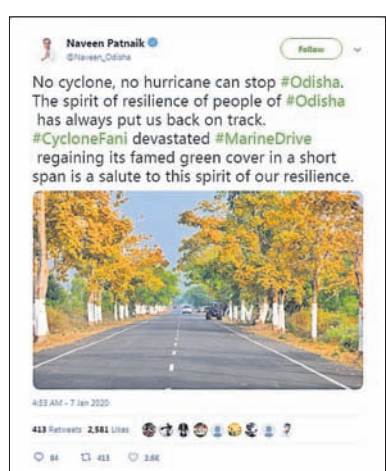 Naveen Patnaik
@Naveen_Odisha
Follow
No cyclone, no hurricane can stop #Odisha.
The spirit of resilience of people of #Odisha
has always put us back on track.
#CycloneFani devastated #MarineDrive
regaining its famed green cover in a short
span is a salute to this spirit of our resilience.
4:53 AM - 7 Jan 2020
413 Retweets 2,581 Likes
84 413 2.6K